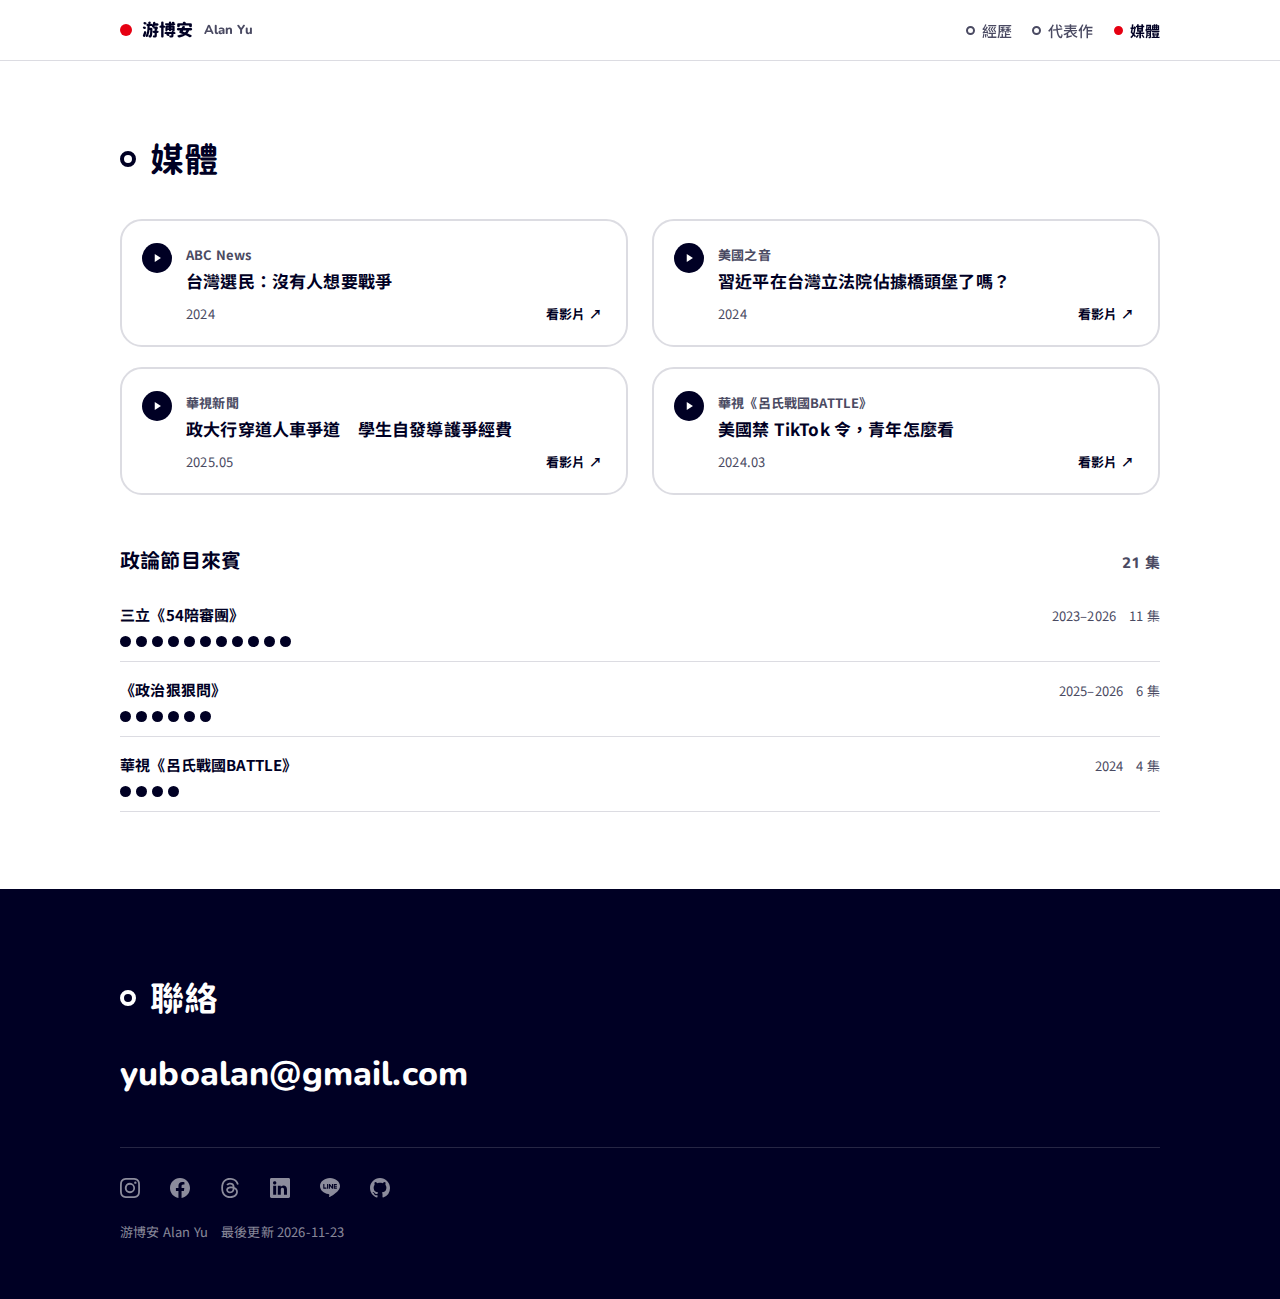 游博安 Alan Yu
經歷 代表作 媒體
媒體
ABC News
台灣選民：沒有人想要戰爭
2024 看影片 ↗
美國之音
習近平在台灣立法院佔據橋頭堡了嗎？
2024 看影片 ↗
華視新聞
政大行穿道人車爭道　學生自發導護爭經費
2025.05 看影片 ↗
華視《呂氏戰國BATTLE》
美國禁 TikTok 令，青年怎麼看
2024.03 看影片 ↗
政論節目來賓 21 集
三立《54陪審團》 2023–2026 11 集
《政治狠狠問》 2025–2026 6 集
華視《呂氏戰國BATTLE》 2024 4 集
聯絡
yuboalan@gmail.com
LINE
游博安 Alan Yu　最後更新 2026-11-23